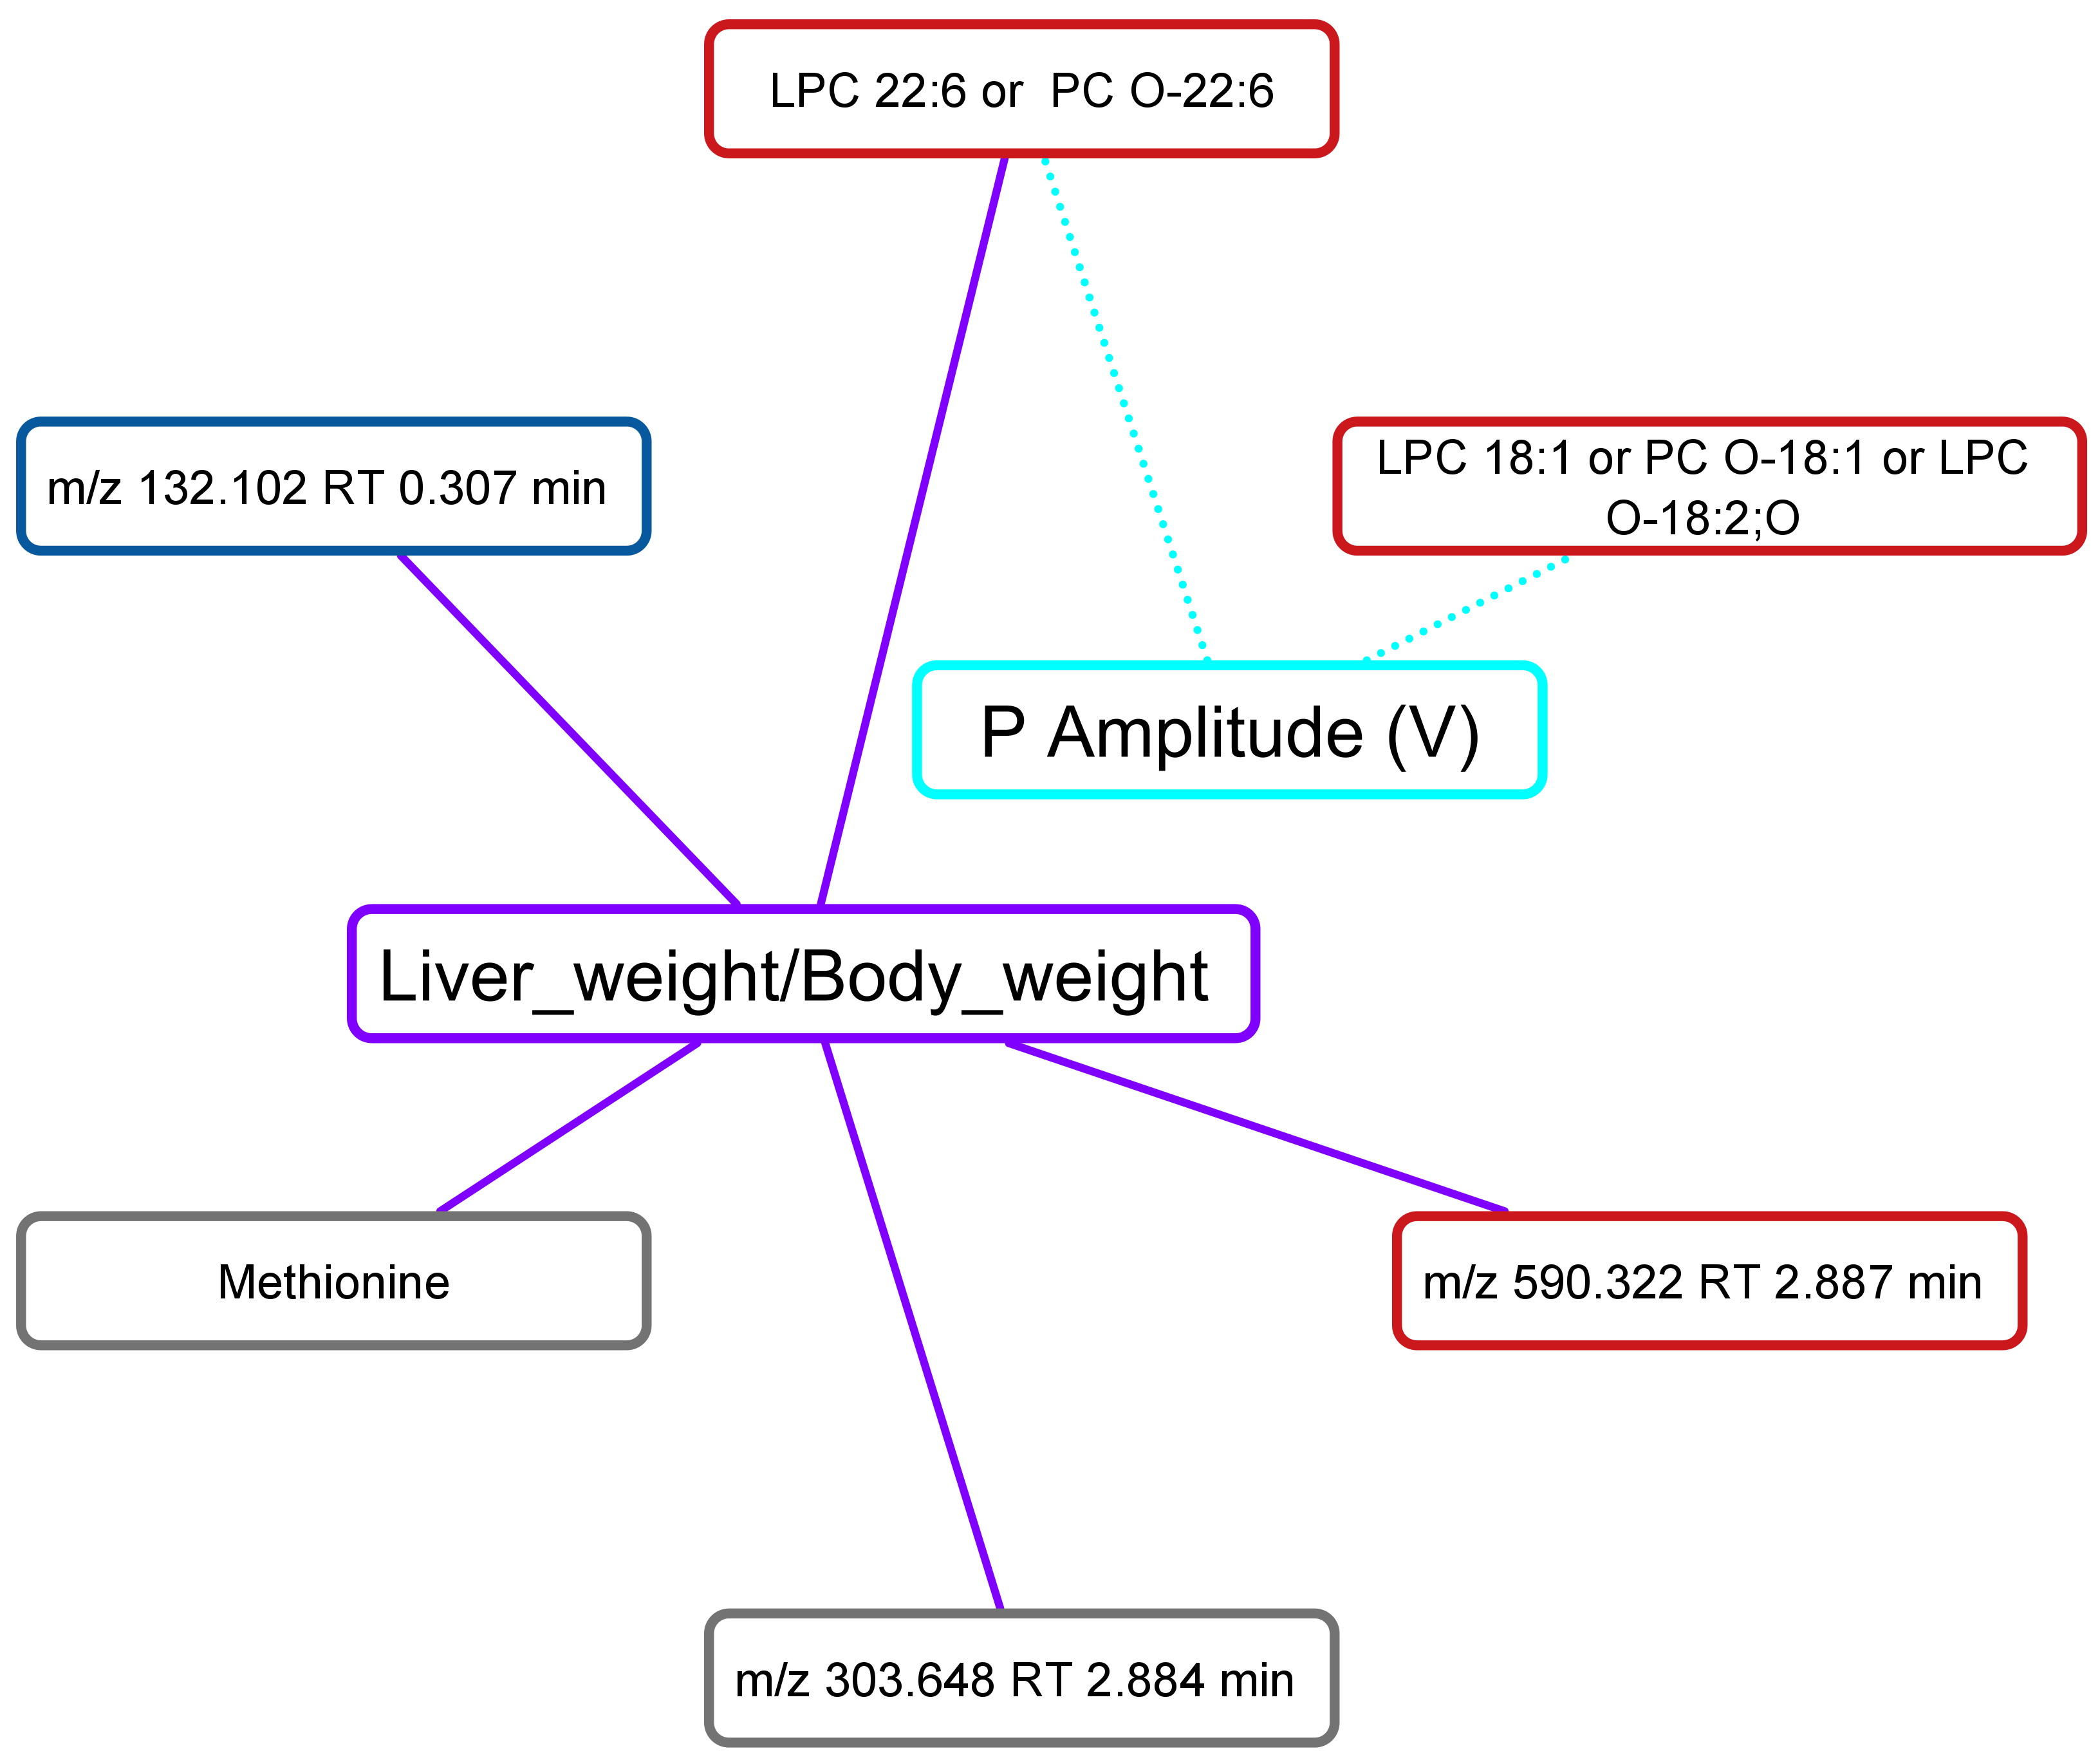 LPC 22:6 or  PC O-22:6
m/z 132.102 RT 0.307 min
LPC 18:1 or PC O-18:1 or LPC
O-18:2;O
P Amplitude (V)
Liver_weight/Body_weight
Methionine
m/z 590.322 RT 2.887 min
m/z 303.648 RT 2.884 min